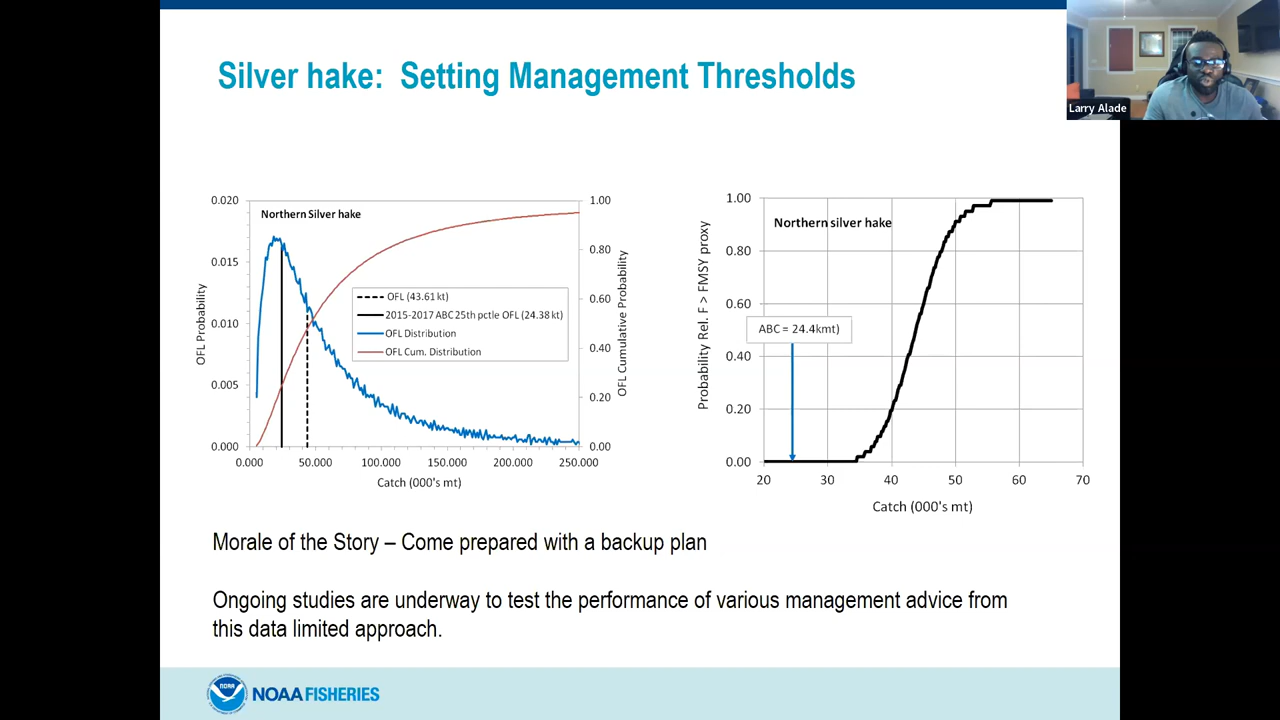 Silver hake: Setting Management Thresholds
Larry Alade
0.020
0.015
0.010
0.005
0.000
OFL Probability
Northern Silver hake
OFL (43.61 kt)
2015-2017 ABC 25th pctle OFL (24.38 kt)
OFL Distribution
OFL Cum. Distribution
1.00
0.80
0.60
0.40
0.20
0.00
OFL Cumulative Probability
0.000 50.000 100.000 150.000 200.000 250.000
Catch (000's mt)
Probability Rel. F > FMSY proxy
1.00
0.80
0.60
0.40
0.20
0.00
Northern silver hake
ABC = 24.4kmt)
20 30 40 50 60 70
Catch (000's mt)
Morale of the Story – Come prepared with a backup plan
Ongoing studies are underway to test the performance of various management advice from
this data limited approach.
NOAA
NOAA FISHERIES